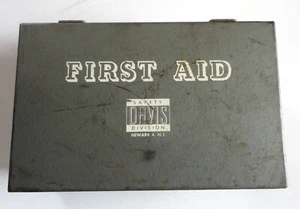 FIRST AID
SAFETY
DAVIS
DIVISION
NEWARK 4 N J